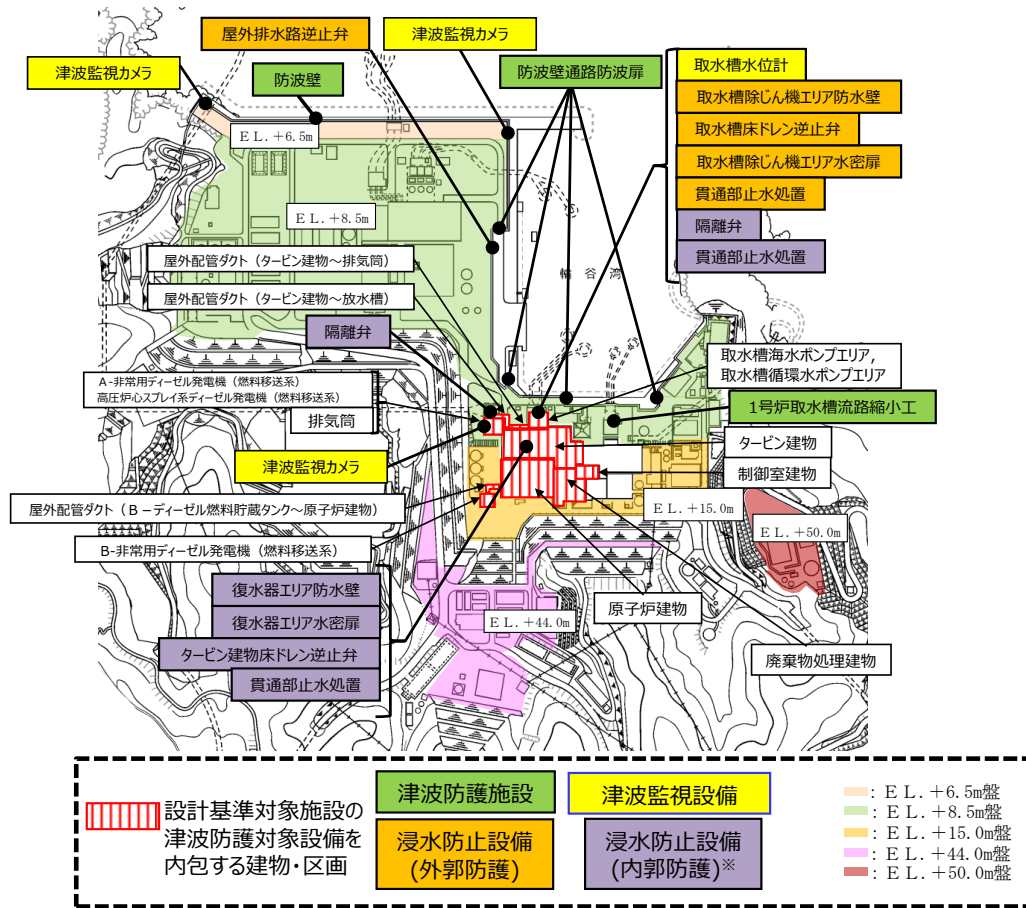 屋外排水路逆止弁
津波監視カメラ
津波監視カメラ
防波壁
防波壁通路防波扉
取水槽水位計
取水槽除じん機エリア防水壁
取水槽床ドレン逆止弁
取水槽除じん機エリア水密扉
貫通部止水処置
隔離弁
貫通部止水処置
ＥＬ.＋6.5m
ＥＬ.＋8.5m
輪谷湾
屋外配管ダクト（タービン建物～排気筒）
屋外配管ダクト（タービン建物～放水槽）
隔離弁
取水槽海水ポンプエリア，
取水槽循環水ポンプエリア
A-非常用ディーゼル発電機（燃料移送系）
高圧炉心スプレイ系ディーゼル発電機（燃料移送系）
排気筒
1号炉取水槽流路縮小工
タービン建物
津波監視カメラ
制御室建物
屋外配管ダクト（Ｂ－ディーゼル燃料貯蔵タンク～原子炉建物）
ＥＬ.＋15.0m
ＥＬ.＋50.0m
B-非常用ディーゼル発電機（燃料移送系）
復水器エリア防水壁
復水器エリア水密扉
タービン建物床ドレン逆止弁
貫通部止水処置
原子炉建物
ＥＬ.＋44.0m
廃棄物処理建物
設計基準対象施設の
津波防護対象設備を
内包する建物・区画
津波防護施設
津波監視設備
浸水防止設備
(外郭防護)
浸水防止設備
(内郭防護)※
：ＥＬ.＋6.5m盤
：ＥＬ.＋8.5m盤
：ＥＬ.＋15.0m盤
：ＥＬ.＋44.0m盤
：ＥＬ.＋50.0m盤